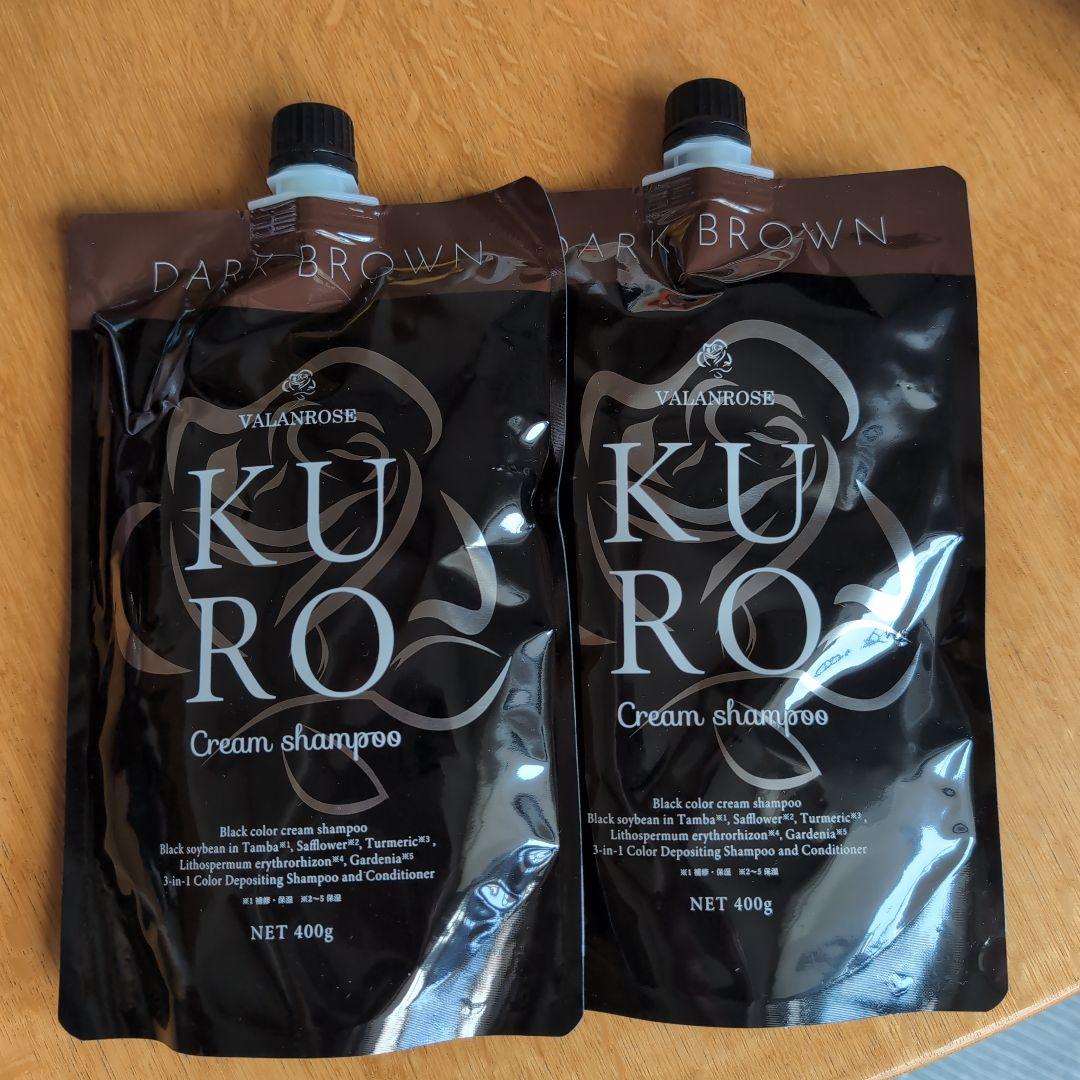 DARK BROWN
VALANROSE
KU
RO
Cream shampoo
Black color cream shampoo
Black soybean in Tamba※1, Safflower※2, Turmeric※3,
Lithospermum erythrorhizon※4, Gardenia※5
3-in-1 Color Depositing Shampoo and Conditioner
※1 補修・保湿 ※2~5 保湿
NET 400g
DARK BROWN
VALANROSE
KU
RO
Cream shampoo
Black color cream shampoo
Black soybean in Tamba※1, Safflower※2, Turmeric※3,
Lithospermum erythrorhizon※4, Gardenia※5
3-in-1 Color Depositing Shampoo and Conditioner
※1 補修・保湿 ※2~5 保湿
NET 400g